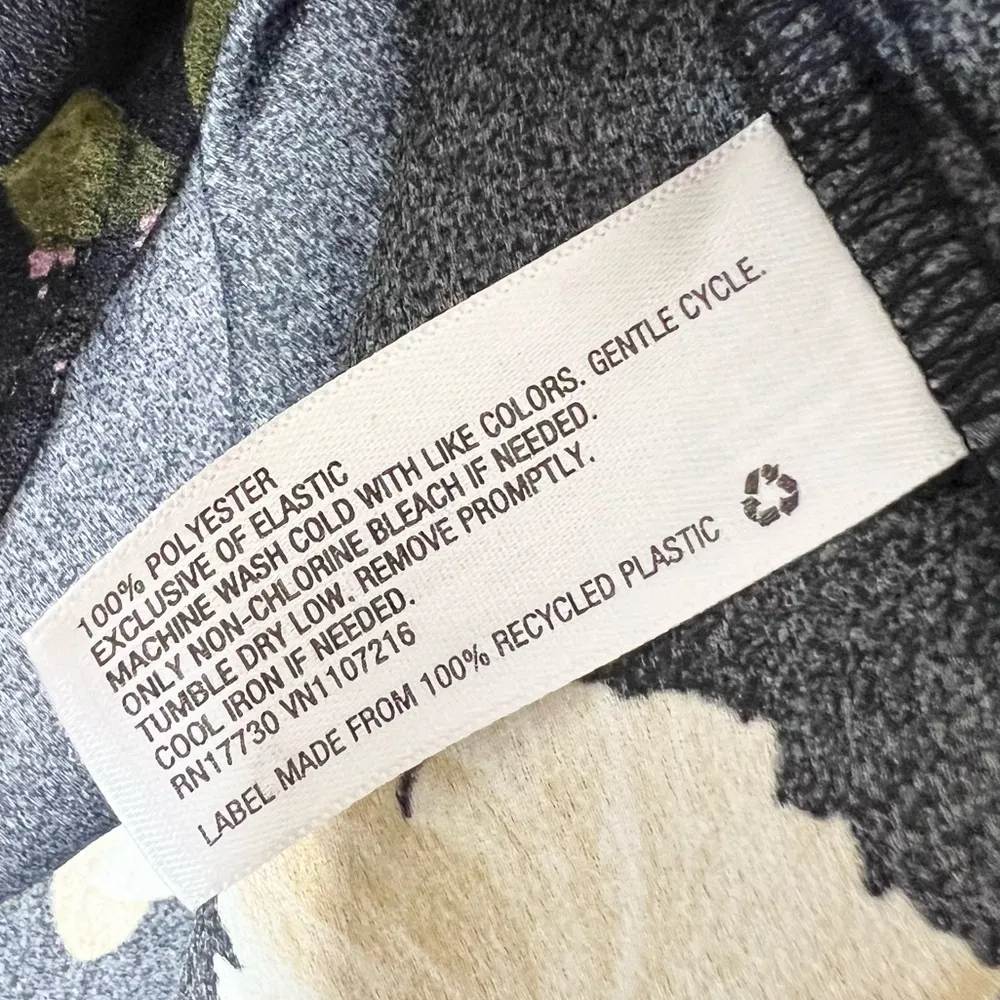 100% POLYESTER
EXCLUSIVE OF ELASTIC
MACHINE WASH COLD WITH LIKE COLORS. GENTLE CYCLE.
ONLY NON-CHLORINE BLEACH IF NEEDED.
TUMBLE DRY LOW. REMOVE PROMPTLY.
COOL IRON IF NEEDED.
RN17730 VN1107216
LABEL MADE FROM 100% RECYCLED PLASTIC